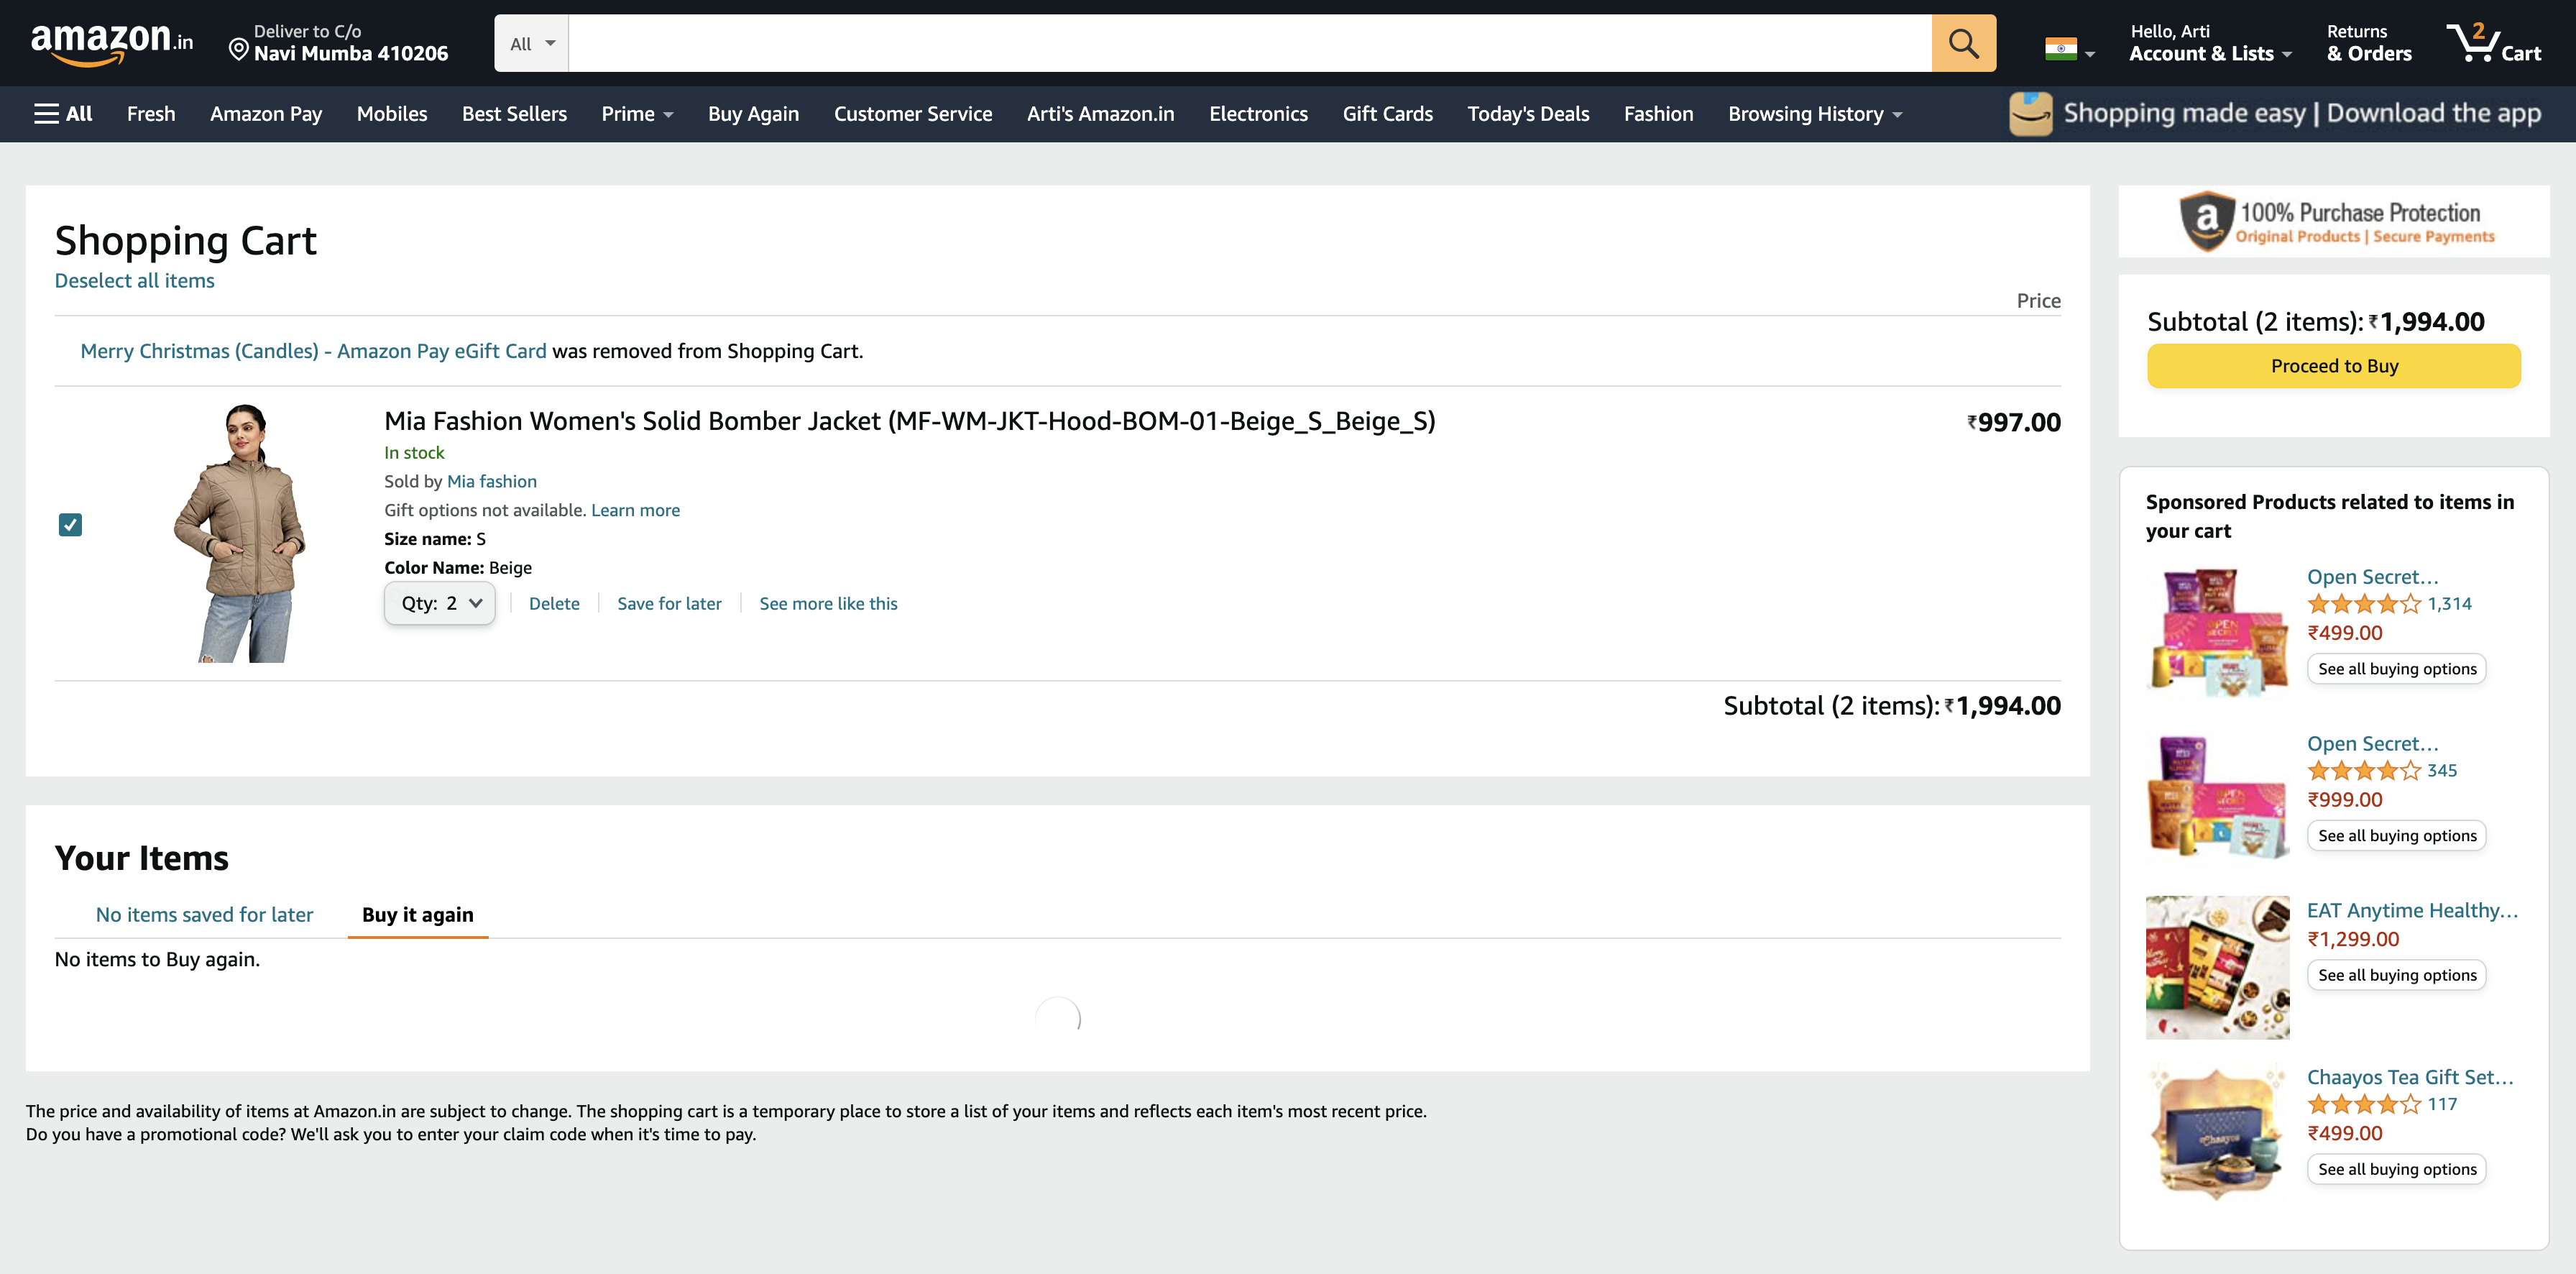 amazon.in
Deliver to C/o
Navi Mumba 410206
All
Hello, Arti
Account & Lists
Returns
& Orders
2
Cart
All
Fresh
Amazon Pay
Mobiles
Best Sellers
Prime
Buy Again
Customer Service
Arti's Amazon.in
Electronics
Gift Cards
Today's Deals
Fashion
Browsing History
Shopping made easy | Download the app
Shopping Cart
Deselect all items
Price
Merry Christmas (Candles) - Amazon Pay eGift Card was removed from Shopping Cart.
Mia Fashion Women's Solid Bomber Jacket (MF-WM-JKT-Hood-BOM-01-Beige_S_Beige_S)
₹997.00
In stock
Sold by Mia fashion
Gift options not available. Learn more
Size name: S
Color Name: Beige
Qty: 2
Delete
Save for later
See more like this
Subtotal (2 items): ₹1,994.00
Your Items
No items saved for later
Buy it again
No items to Buy again.
The price and availability of items at Amazon.in are subject to change. The shopping cart is a temporary place to store a list of your items and reflects each item's most recent price.
Do you have a promotional code? We'll ask you to enter your claim code when it's time to pay.
a
100% Purchase Protection
Original Products | Secure Payments
Subtotal (2 items): ₹1,994.00
Proceed to Buy
Sponsored Products related to items in
your cart
Open Secret…
1,314
₹499.00
See all buying options
Open Secret…
345
₹999.00
See all buying options
EAT Anytime Healthy…
₹1,299.00
See all buying options
Chaayos Tea Gift Set…
117
₹499.00
See all buying options